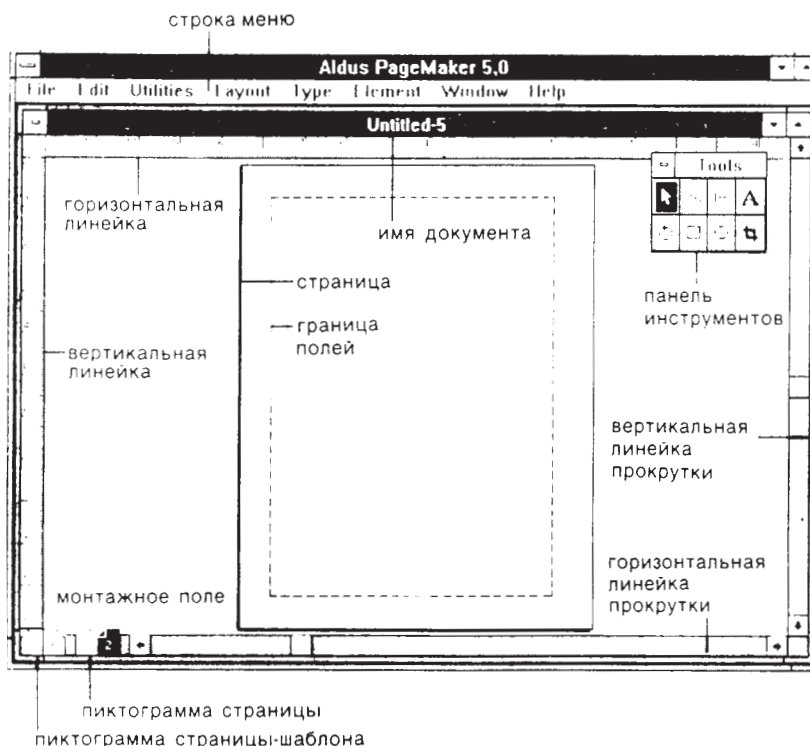 строка меню
Aldus PageMaker 5,0
File Edit Utilities Layout Type Element Window Help
Untitled-5
Tools
A
горизонтальная
линейка
имя документа
страница
панель
инструментов
граница
полей
вертикальная
линейка
вертикальная
линейка
прокрутки
горизонтальная
линейка
прокрутки
монтажное поле
2
пиктограмма страницы
пиктограмма страницы-шаблона